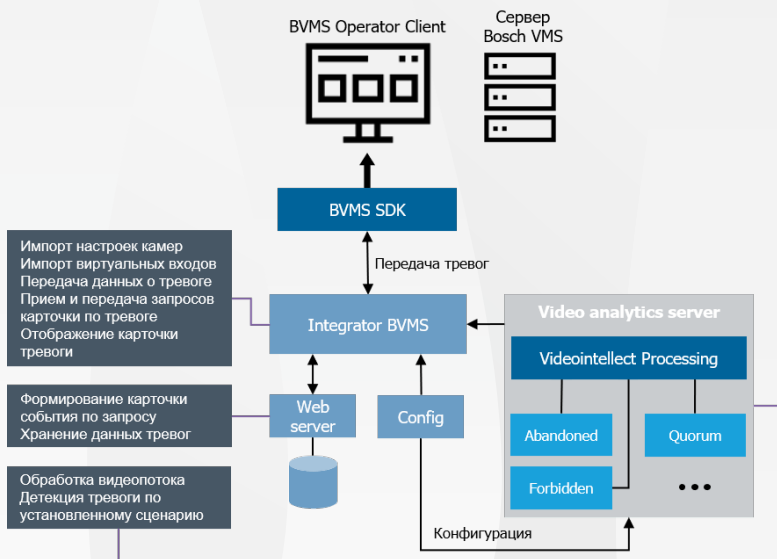 BVMS Operator Client
Сервер
Bosch VMS
BVMS SDK
Передача тревог
Импорт настроек камер
Импорт виртуальных входов
Передача данных о тревоге
Прием и передача запросов
карточки по тревоге
Отображение карточки
тревоги
Integrator BVMS
Video analytics server
Videointellect Processing
Формирование карточки
события по запросу
Хранение данных тревог
Web
server
Config
Abandoned
Quorum
Forbidden
Обработка видеопотока
Детекция тревоги по
установленному сценарию
Конфигурация